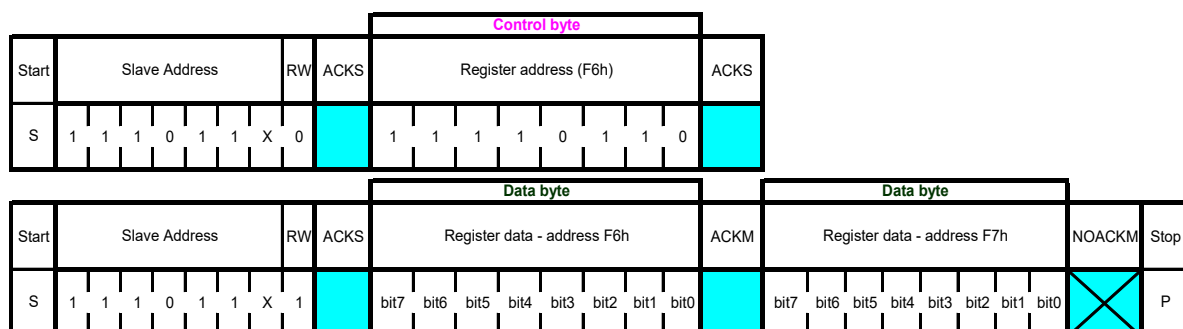 Control byte
Start Slave Address RW ACKS Register address (F6h) ACKS
S 1 1 1 0 1 1 X 0 1 1 1 1 0 1 1 0
Data byte Data byte
Start Slave Address RW ACKS Register data - address F6h ACKM Register data - address F7h NOACKM Stop
S 1 1 1 0 1 1 X 1 bit7 bit6 bit5 bit4 bit3 bit2 bit1 bit0 bit7 bit6 bit5 bit4 bit3 bit2 bit1 bit0 P